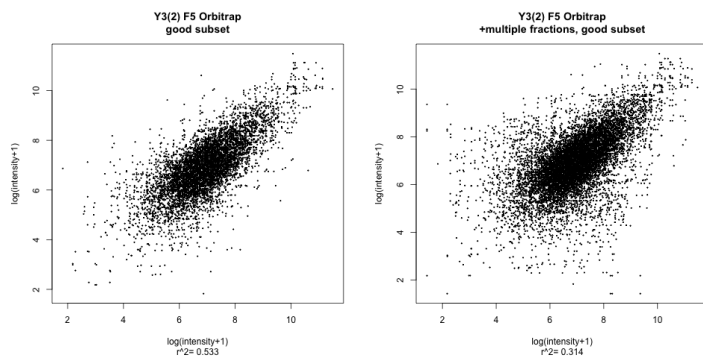 Y3(2) F5 Orbitrap
good subset
log(intensity+1)
10
8
6
4
2
2
4
6
8
10
log(intensity+1)
r^2= 0.533
Y3(2) F5 Orbitrap
+multiple fractions, good subset
log(intensity+1)
10
8
6
4
2
2
4
6
8
10
log(intensity+1)
r^2= 0.314